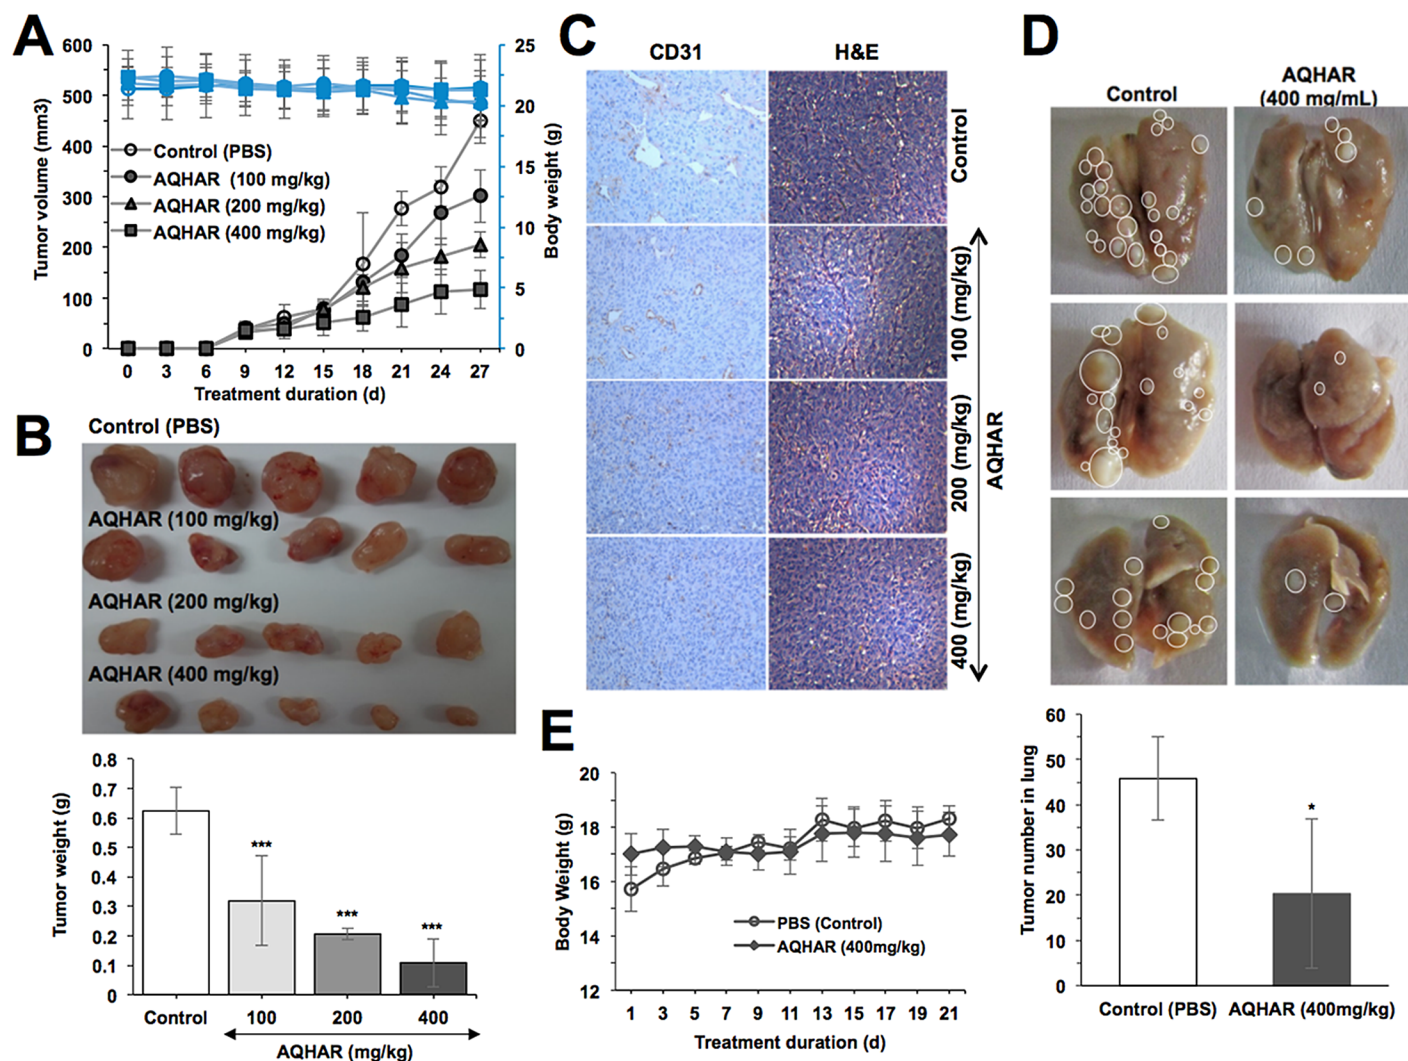 A
600
500
400
300
200
100
0
Tumor volume (mm3)
25
20
15
10
5
0
Body weight (g)
Control (PBS)
AQHAR (100 mg/kg)
AQHAR (200 mg/kg)
AQHAR (400 mg/kg)
0 3 6 9 12 15 18 21 24 27
Treatment duration (d)
B
Control (PBS)
AQHAR (100 mg/kg)
AQHAR (200 mg/kg)
AQHAR (400 mg/kg)
0.8
0.7
0.6
0.5
0.4
0.3
0.2
0.1
0
Tumor weight (g)
*** *** ***
Control 100 200 400
AQHAR (mg/kg)
C
CD31 H&E
Control
100 (mg/kg)
200 (mg/kg)
400 (mg/kg)
AQHAR
D
Control
AQHAR
(400 mg/mL)
60
50
40
30
20
10
0
Tumor number in lung
*
Control (PBS) AQHAR (400mg/kg)
E
20
18
16
14
12
Body Weight (g)
PBS (Control)
AQHAR (400mg/kg)
1 3 5 7 9 11 13 15 17 19 21
Treatment duration (d)